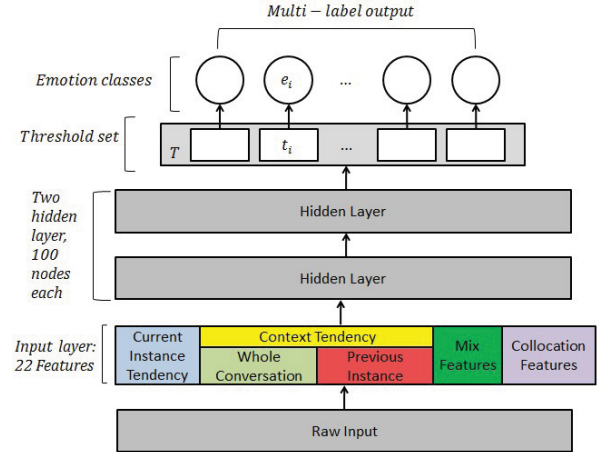 Multi − label output
Emotion classes
e_i
...
Threshold set
T
t_i
...
Two
hidden
layer,
100
nodes
each
Hidden Layer
Hidden Layer
Input layer:
22 Features
Current
Instance
Tendency
Context Tendency
Whole
Conversation
Previous
Instance
Mix
Features
Collocation
Features
Raw Input